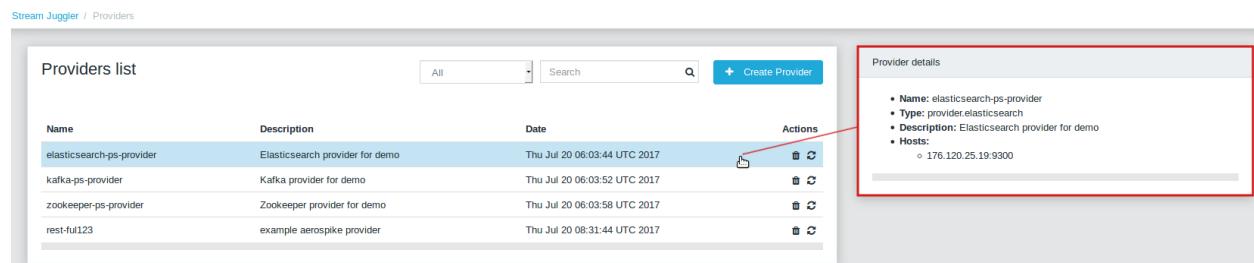 Stream Juggler / Providers
Providers list
All
Search
Create Provider
Name Description Date Actions
elasticsearch-ps-provider Elasticsearch provider for demo Thu Jul 20 06:03:44 UTC 2017
kafka-ps-provider Kafka provider for demo Thu Jul 20 06:03:52 UTC 2017
zookeeper-ps-provider Zookeeper provider for demo Thu Jul 20 06:03:58 UTC 2017
rest-ful123 example aerospike provider Thu Jul 20 08:31:44 UTC 2017
Provider details
Name: elasticsearch-ps-provider
Type: provider.elasticsearch
Description: Elasticsearch provider for demo
Hosts:
176.120.25.19:9300